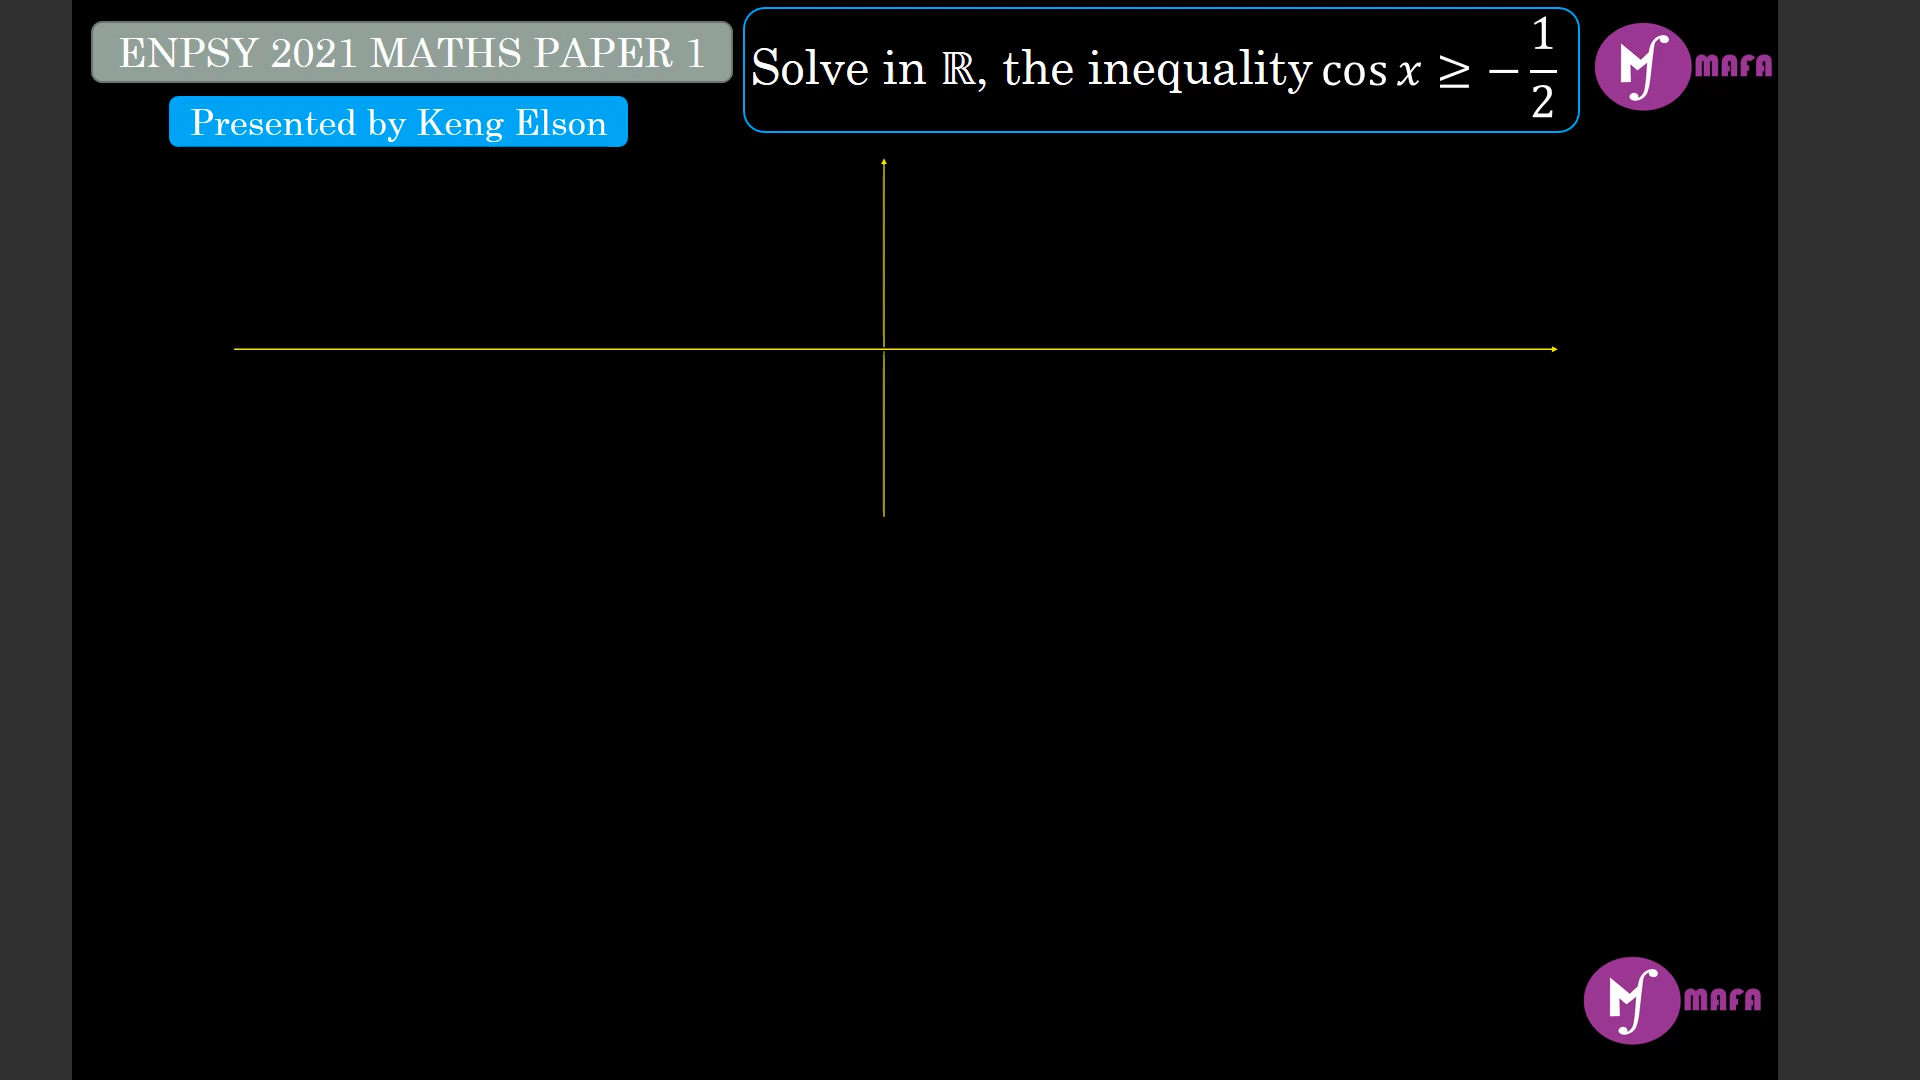 ENPSY 2021 MATHS PAPER 1
Solve in ℝ, the inequality cos x ≥ −1/2
MAFA
Presented by Keng Elson
MAFA